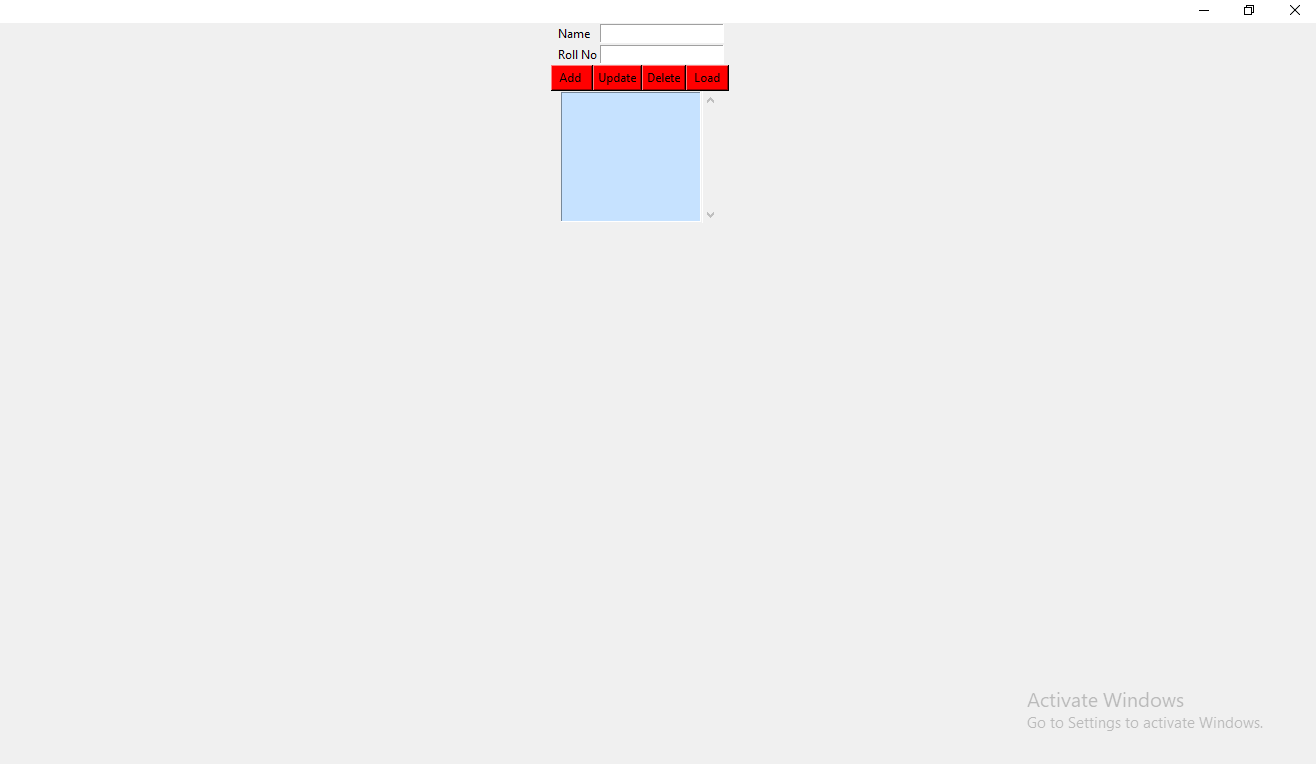 Name
Roll No
Add Update Delete Load
Activate Windows
Go to Settings to activate Windows.